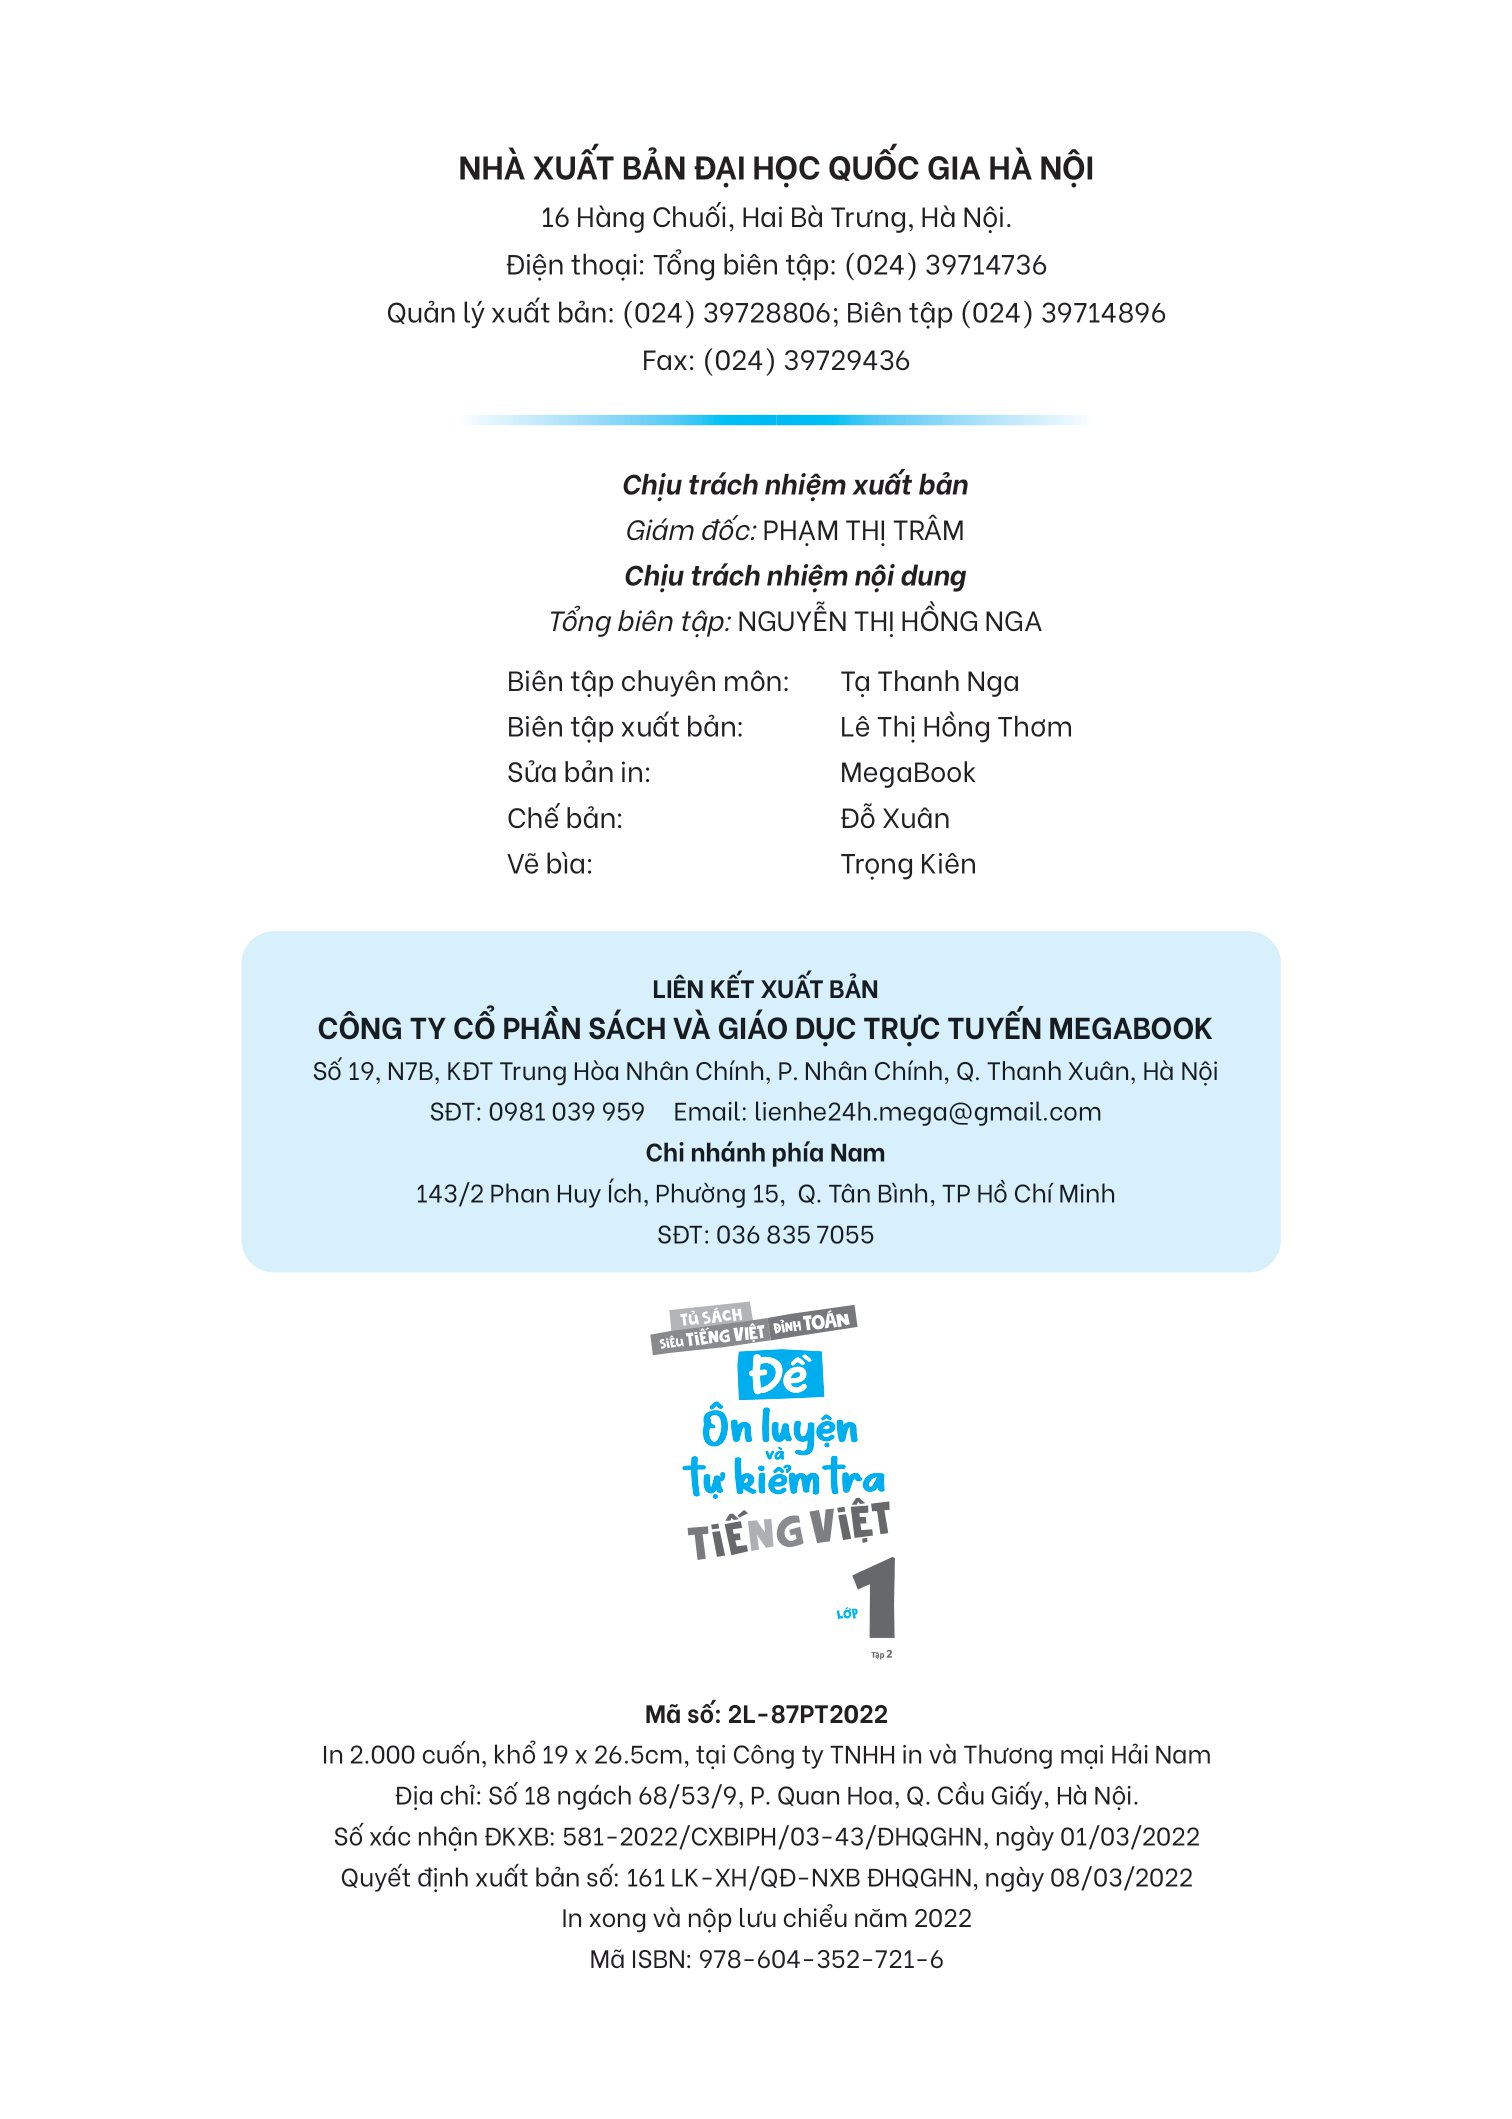 NHÀ XUẤT BẢN ĐẠI HỌC QUỐC GIA HÀ NỘI
16 Hàng Chuối, Hai Bà Trưng, Hà Nội.
Điện thoại: Tổng biên tập: (024) 39714736
Quản lý xuất bản: (024) 39728806; Biên tập (024) 39714896
Fax: (024) 39729436
Chịu trách nhiệm xuất bản
Giám đốc: PHẠM THỊ TRÂM
Chịu trách nhiệm nội dung
Tổng biên tập: NGUYỄN THỊ HỒNG NGA
Biên tập chuyên môn: Tạ Thanh Nga
Biên tập xuất bản: Lê Thị Hồng Thơm
Sửa bản in: MegaBook
Chế bản: Đỗ Xuân
Vẽ bìa: Trọng Kiên
LIÊN KẾT XUẤT BẢN
CÔNG TY CỔ PHẦN SÁCH VÀ GIÁO DỤC TRỰC TUYẾN MEGABOOK
Số 19, N7B, KĐT Trung Hòa Nhân Chính, P. Nhân Chính, Q. Thanh Xuân, Hà Nội
SĐT: 0981 039 959 Email: lienhe24h.mega@gmail.com
Chi nhánh phía Nam
143/2 Phan Huy Ích, Phường 15, Q. Tân Bình, TP Hồ Chí Minh
SĐT: 036 835 7055
TỦ SÁCH
SIÊU TIẾNG VIỆT ĐỈNH TOÁN
Đề
Ôn luyện
và
tự kiểm tra
TIẾNG VIỆT
LỚP 1
Tập 2
Mã số: 2L-87PT2022
In 2.000 cuốn, khổ 19 x 26.5cm, tại Công ty TNHH in và Thương mại Hải Nam
Địa chỉ: Số 18 ngách 68/53/9, P. Quan Hoa, Q. Cầu Giấy, Hà Nội.
Số xác nhận ĐKXB: 581-2022/CXBIPH/03-43/ĐHQGHN, ngày 01/03/2022
Quyết định xuất bản số: 161 LK-XH/QĐ-NXB ĐHQGHN, ngày 08/03/2022
In xong và nộp lưu chiểu năm 2022
Mã ISBN: 978-604-352-721-6